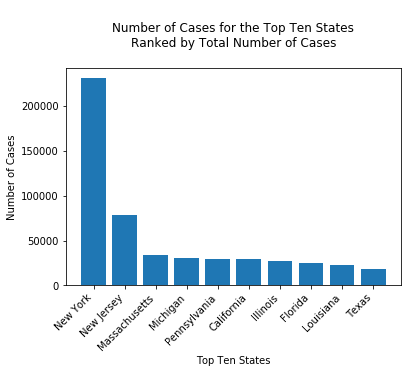 Number of Cases for the Top Ten States
Ranked by Total Number of Cases
Number of Cases
200000
150000
100000
50000
0
New York
New Jersey
Massachusetts
Michigan
Pennsylvania
California
Illinois
Florida
Louisiana
Texas
Top Ten States